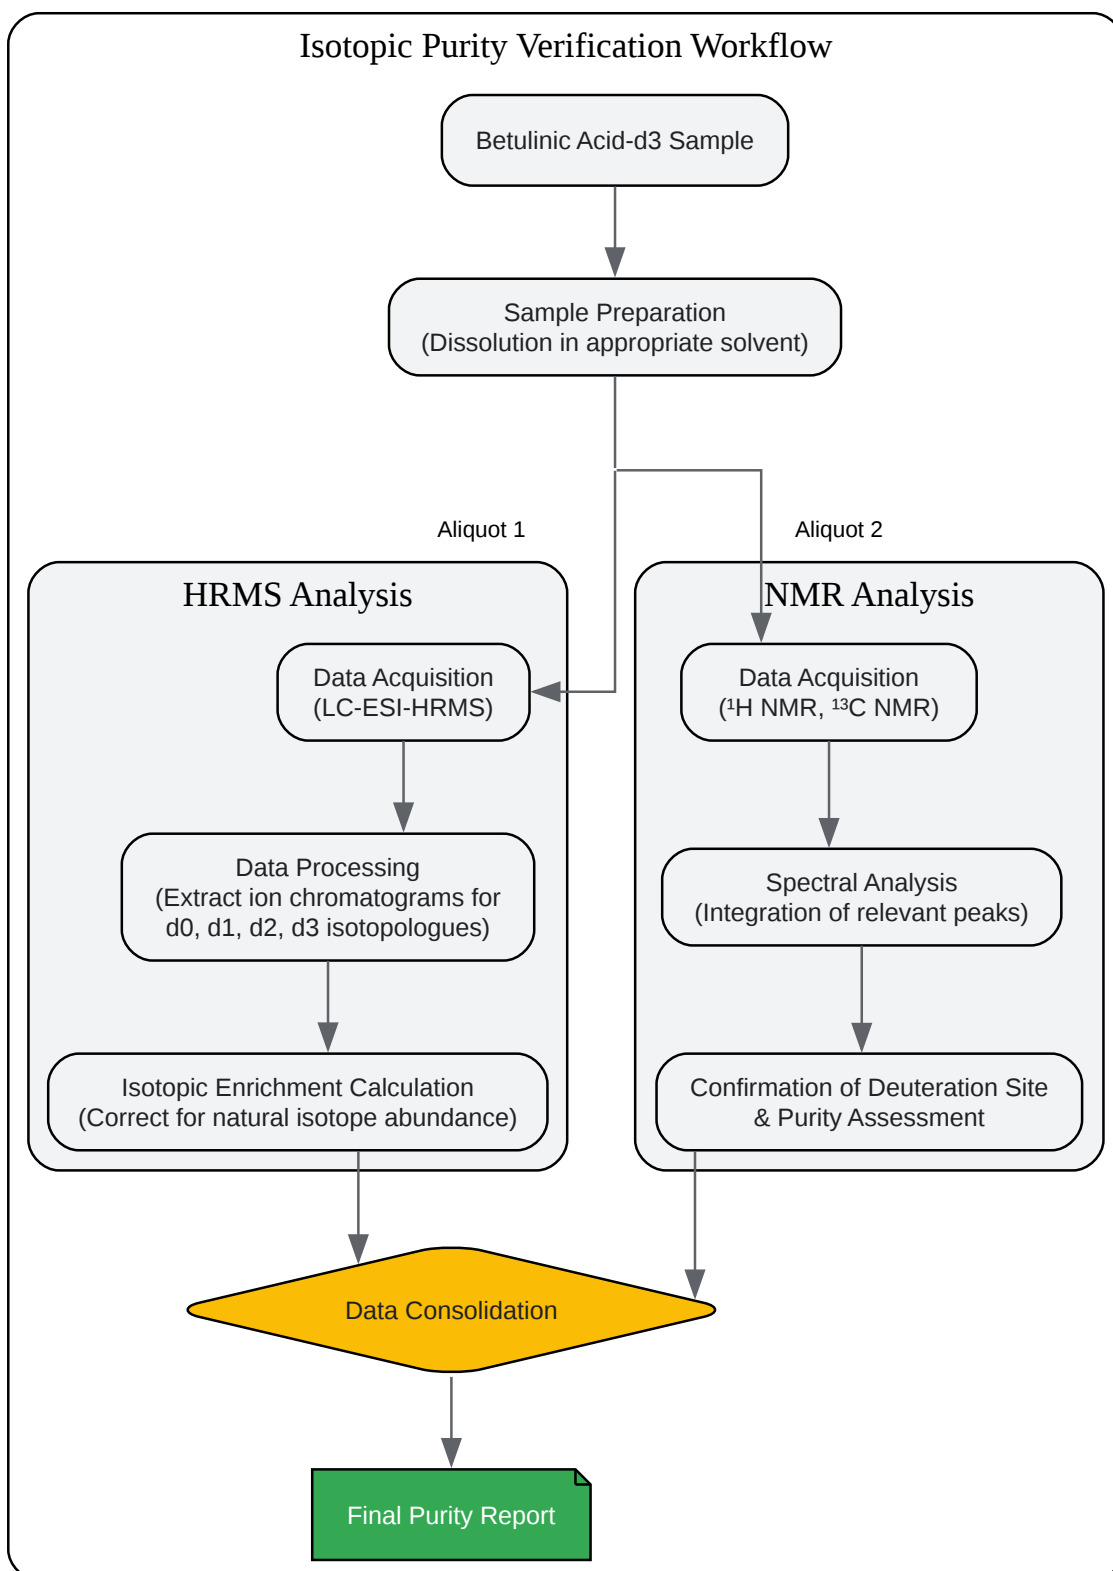 Isotopic Purity Verification Workflow
Betulinic Acid-d3 Sample
Sample Preparation
(Dissolution in appropriate solvent)
Aliquot 1
Aliquot 2
HRMS Analysis
Data Acquisition
(LC-ESI-HRMS)
Data Processing
(Extract ion chromatograms for
d0, d1, d2, d3 isotopologues)
Isotopic Enrichment Calculation
(Correct for natural isotope abundance)
NMR Analysis
Data Acquisition
(¹H NMR, ¹³C NMR)
Spectral Analysis
(Integration of relevant peaks)
Confirmation of Deuteration Site
& Purity Assessment
Data Consolidation
Final Purity Report